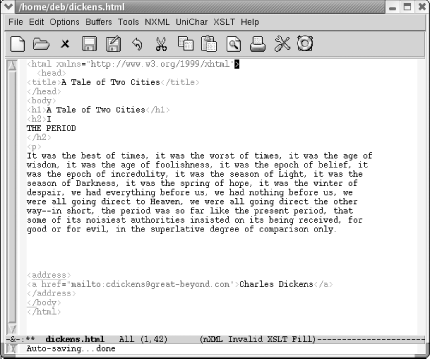 /home/deb/dickens.html
File Edit Options Buffers Tools NXML UniChar XSLT Help
<html xmlns="http://www.w3.org/1999/xhtml">
<head>
<title>A Tale of Two Cities</title>
</head>
<body>
<h1>A Tale of Two Cities</h1>
<h2>I
THE PERIOD
</h2>
<p>
It was the best of times, it was the worst of times, it was the age of
wisdom, it was the age of foolishness, it was the epoch of belief, it
was the epoch of incredulity, it was the season of Light, it was the
season of Darkness, it was the spring of hope, it was the winter of
despair, we had everything before us, we had nothing before us, we
were all going direct to Heaven, we were all going direct the other
way--in short, the period was so far like the present period, that
some of its noisiest authorities insisted on its being received, for
good or for evil, in the superlative degree of comparison only.
<address>
<a href="mailto:cdickens@great-beyond.com">Charles Dickens</a>
</address>
</body>
</html>
-&-:** dickens.html All (1,42) (nXML Invalid XSLT Fill)--------------------
Auto-saving...done